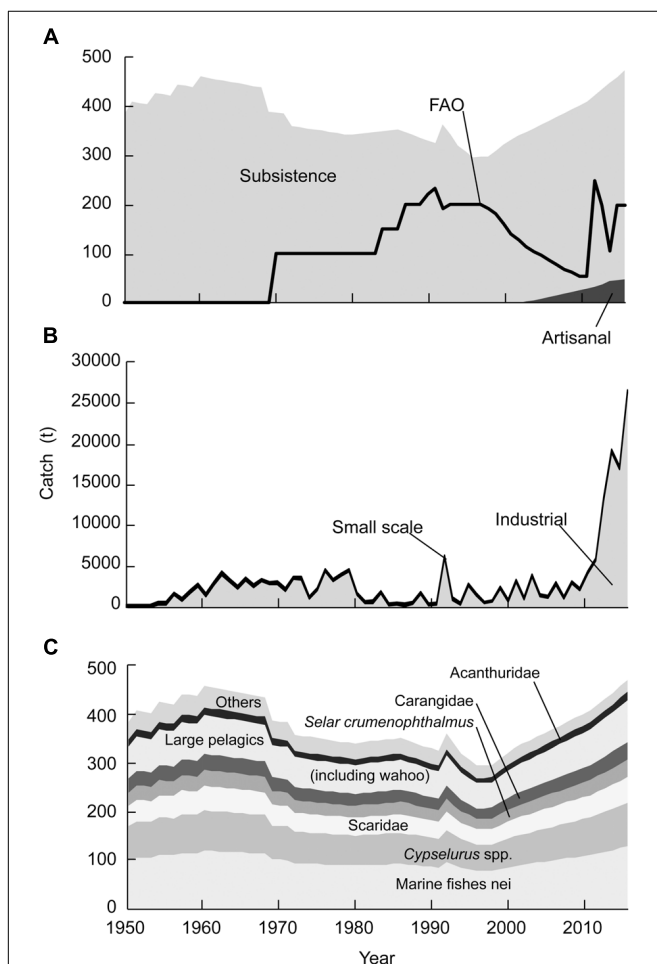 A
500
400
300
200
100
0
FAO
Subsistence
Artisanal
B
30000
25000
20000
15000
10000
5000
0
Catch (t)
Small scale
Industrial
C
500
400
300
200
100
0
Others
Large pelagics
(including wahoo)
Acanthuridae
Carangidae
Selar crumenophthalmus
Scaridae
Cypselurus spp.
Marine fishes nei
1950 1960 1970 1980 1990 2000 2010
Year